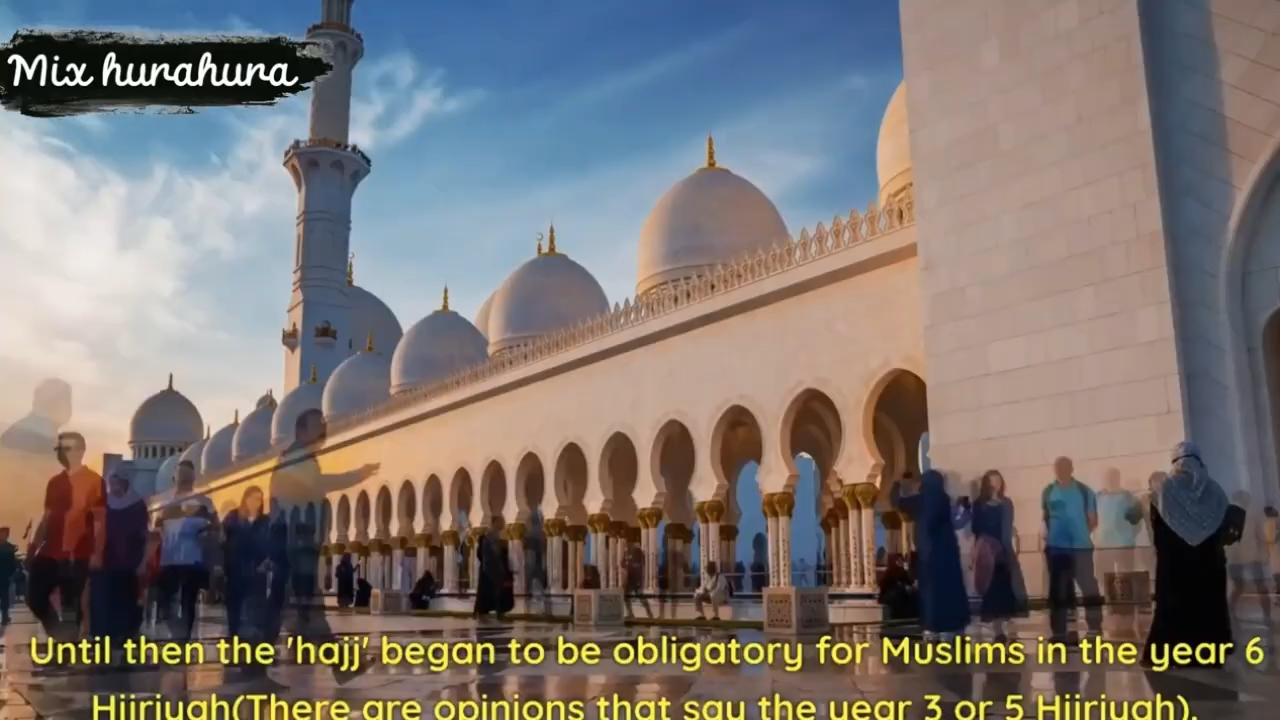 Mix hurahura
Until then the 'hajj' began to be obligatory for Muslims in the year 6
Hijriyah(There are opinions that say the year 3 or 5 Hijriyah).